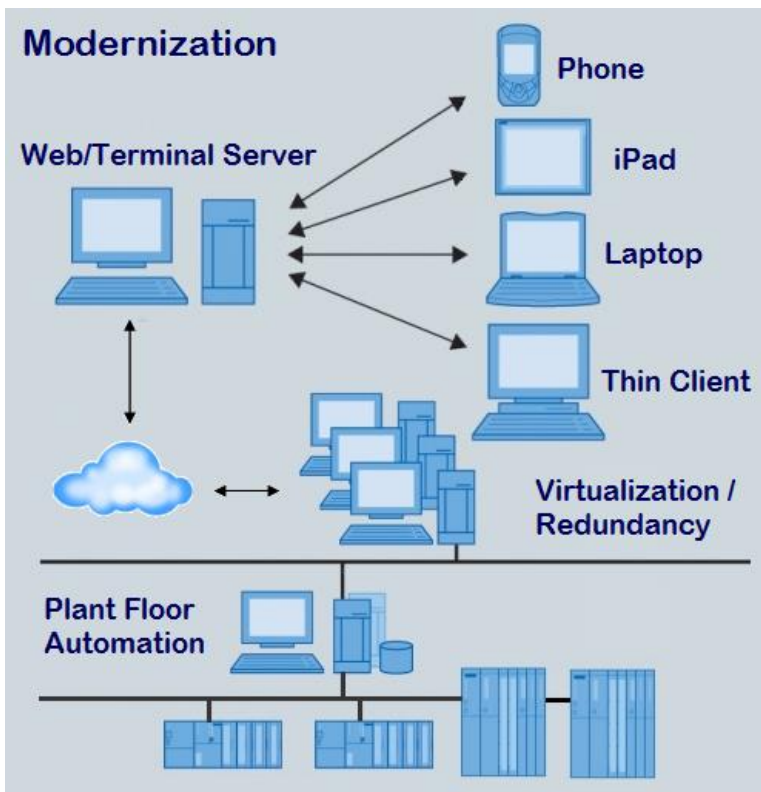 Modernization
Phone
Web/Terminal Server
iPad
Laptop
Thin Client
Virtualization /
Redundancy
Plant Floor
Automation